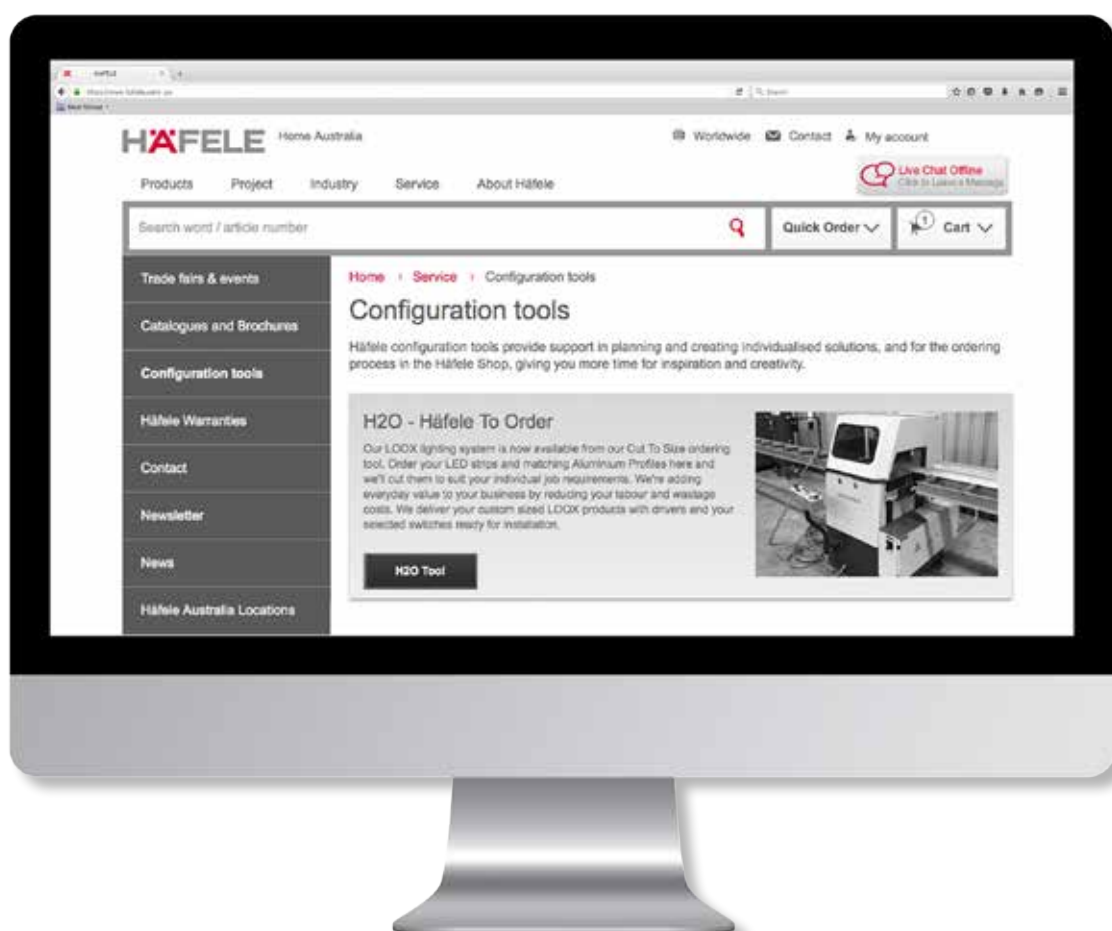 HÄFELE Home Australia
Worldwide Contact My account
Live Chat Offline
Click to Leave a Message
Products Project Industry Service About Häfele
Search word / article number
Quick Order
1 Cart
Trade fairs & events
Catalogues and Brochures
Configuration tools
Häfele Warranties
Contact
Newsletter
News
Häfele Australia Locations
Home › Service › Configuration tools
Configuration tools
Häfele configuration tools provide support in planning and creating individualised solutions, and for the ordering
process in the Häfele Shop, giving you more time for inspiration and creativity.
H2O - Häfele To Order
Our LOOX lighting system is now available from our Cut To Size ordering
tool. Order your LED strips and matching Aluminium Profiles here and
we'll cut them to suit your individual job requirements. We're adding
everyday value to your business by reducing your labour and wastage
costs. We deliver your custom sized LOOX products with drivers and your
selected switches ready for installation.
H2O Tool